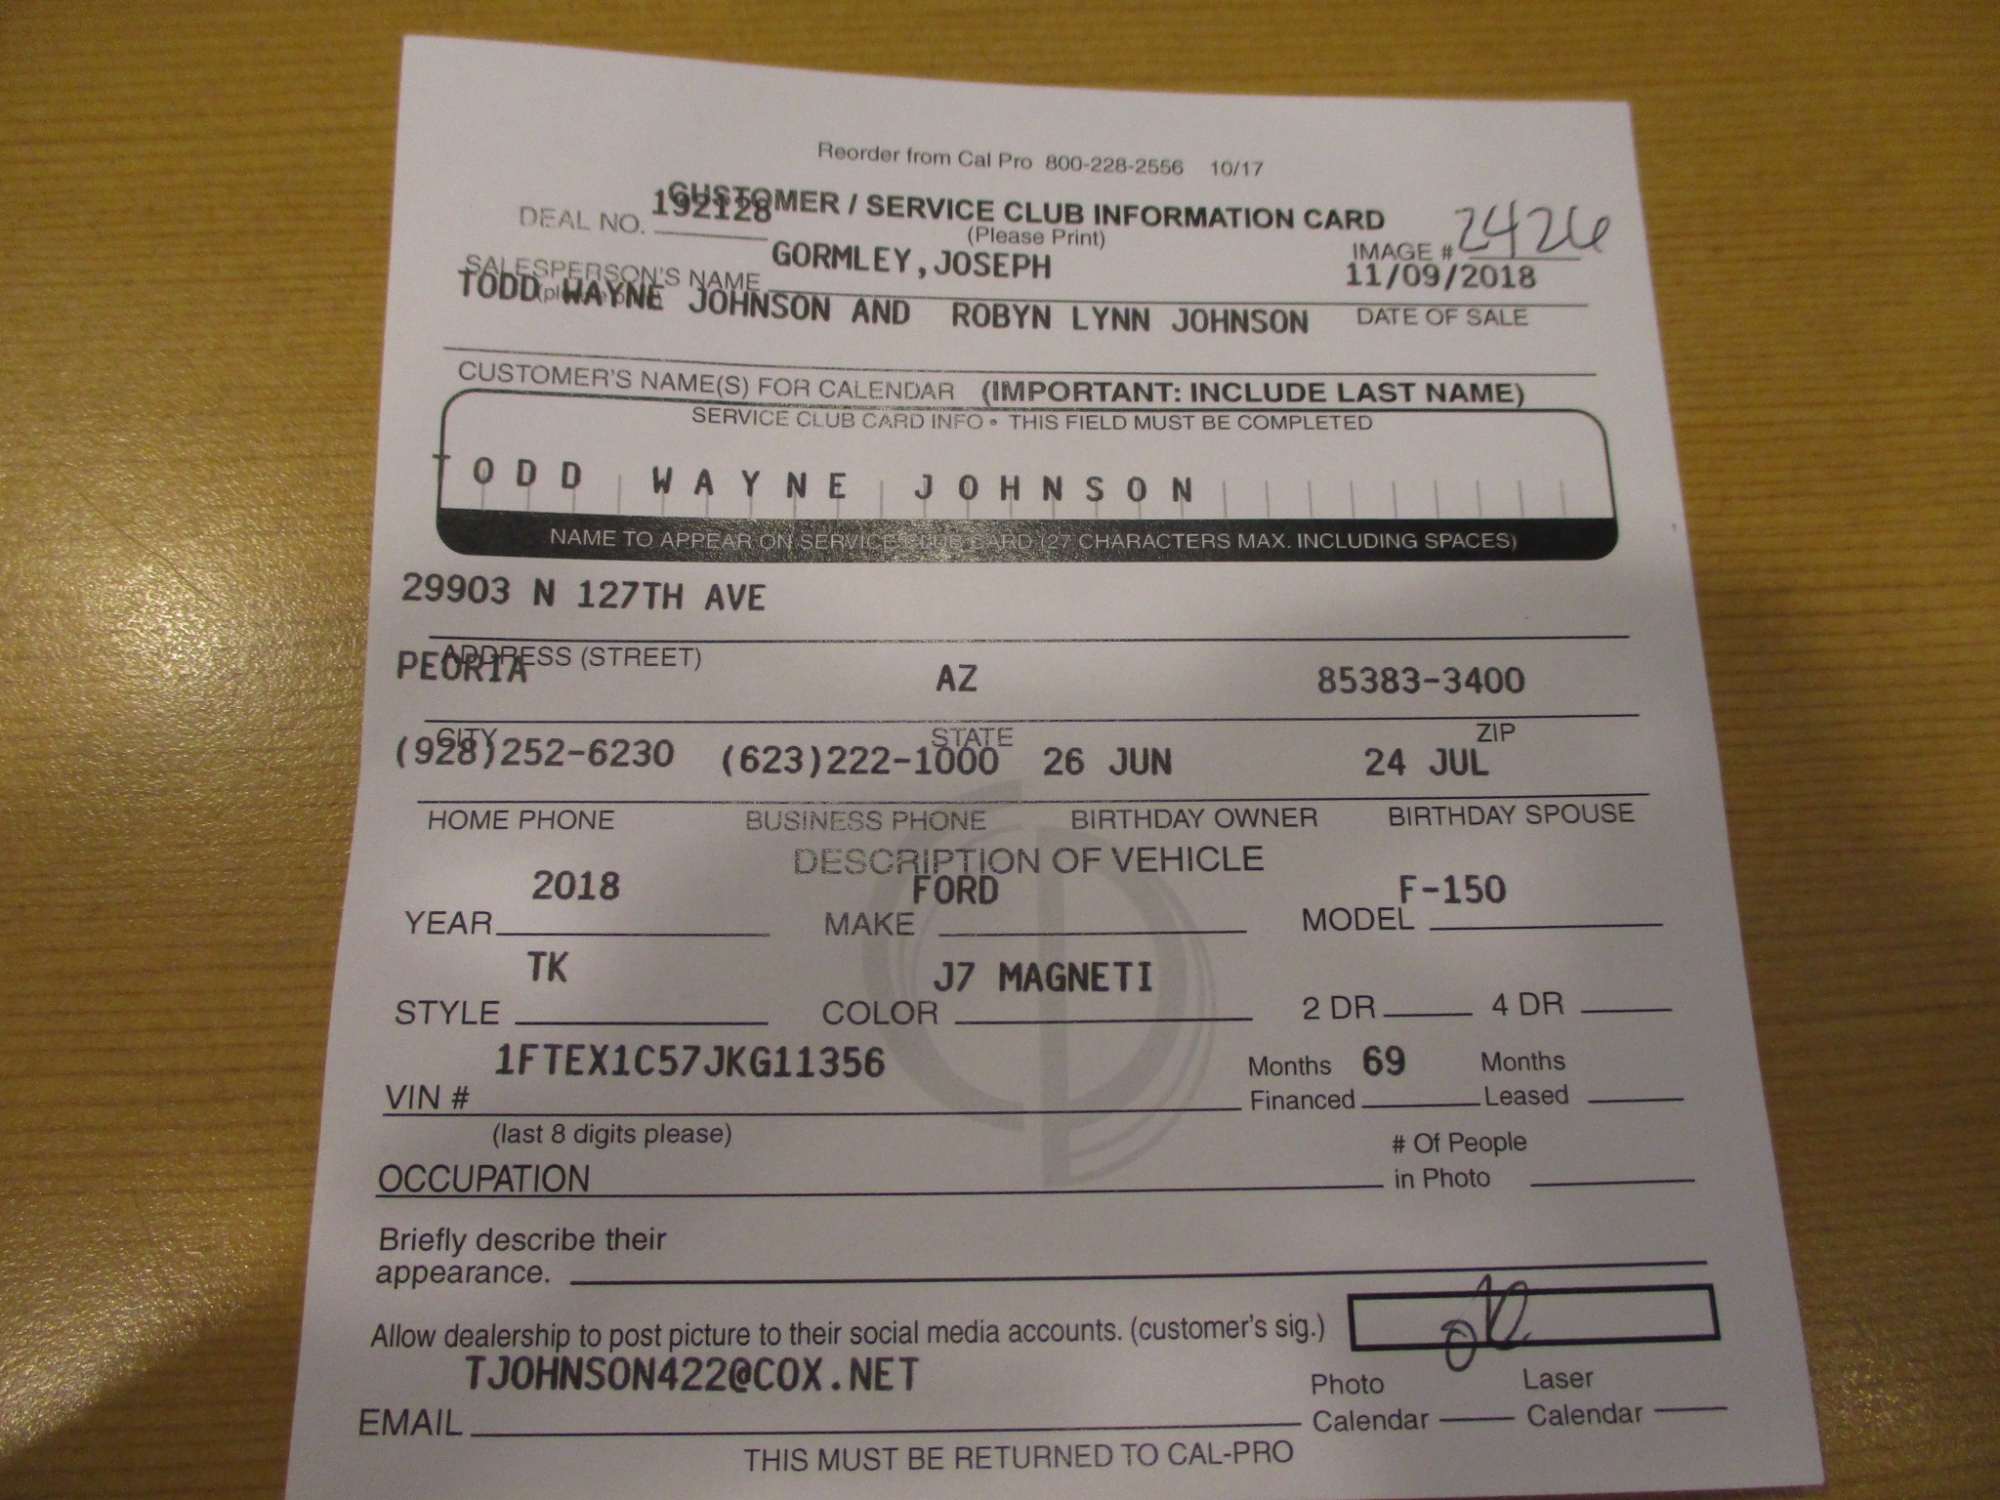 Reorder from Cal Pro 800-228-2556 10/17
CUSTOMER / SERVICE CLUB INFORMATION CARD
(Please Print)
DEAL NO. 192128
IMAGE # 2426
SALESPERSON'S NAME GORMLEY,JOSEPH
11/09/2018
TODD WAYNE JOHNSON AND ROBYN LYNN JOHNSON
DATE OF SALE
CUSTOMER'S NAME(S) FOR CALENDAR (IMPORTANT: INCLUDE LAST NAME)
SERVICE CLUB CARD INFO • THIS FIELD MUST BE COMPLETED
TODD WAYNE JOHNSON
NAME TO APPEAR ON SERVICE CLUB CARD (27 CHARACTERS MAX. INCLUDING SPACES)
29903 N 127TH AVE
ADDRESS (STREET)
PEORIA AZ 85383-3400
CITY STATE ZIP
(928)252-6230 (623)222-1000 26 JUN 24 JUL
HOME PHONE BUSINESS PHONE BIRTHDAY OWNER BIRTHDAY SPOUSE
DESCRIPTION OF VEHICLE
2018 FORD F-150
YEAR MAKE MODEL
TK J7 MAGNETI
STYLE COLOR 2 DR 4 DR
1FTEX1C57JKG11356 Months 69 Months
VIN # Financed Leased
(last 8 digits please)
# Of People
OCCUPATION in Photo
Briefly describe their
appearance.
Allow dealership to post picture to their social media accounts. (customer's sig.)
TJOHNSON422@COX.NET
Photo Laser
EMAIL Calendar Calendar
THIS MUST BE RETURNED TO CAL-PRO